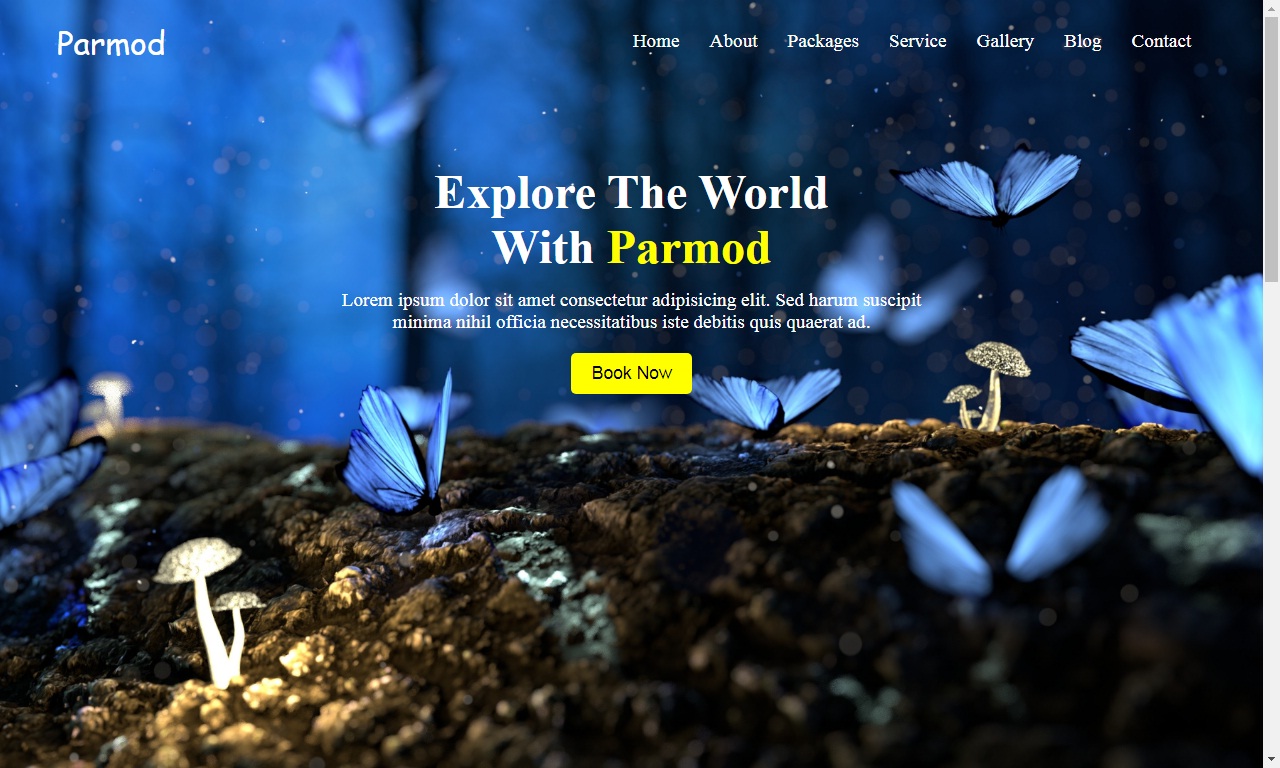 Parmod
Home About Packages Service Gallery Blog Contact
Explore The World
With Parmod
Lorem ipsum dolor sit amet consectetur adipisicing elit. Sed harum suscipit
minima nihil officia necessitatibus iste debitis quis quaerat ad.
Book Now